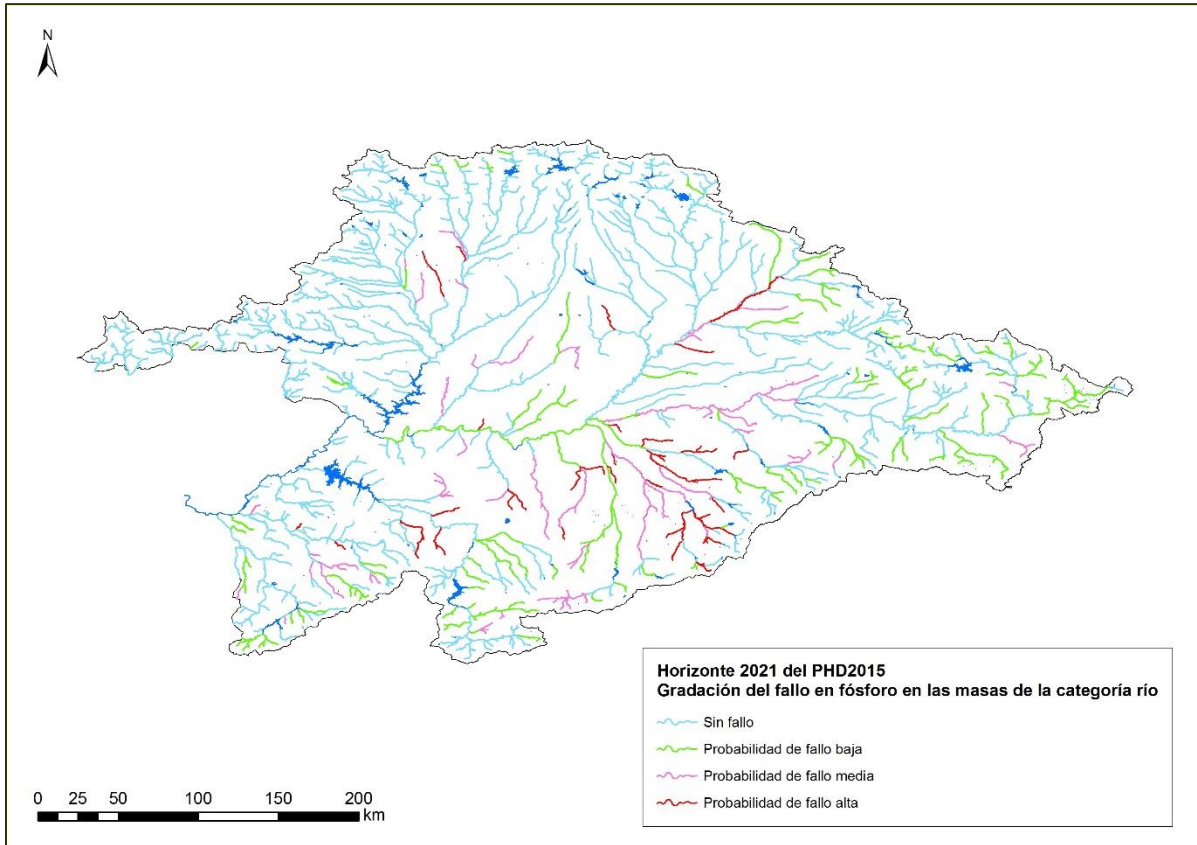 N
Horizonte 2021 del PHD2015
Gradación del fallo en fósforo en las masas de la categoría río
Sin fallo
Probabilidad de fallo baja
Probabilidad de fallo media
Probabilidad de fallo alta
0 25 50 100 150 200
km